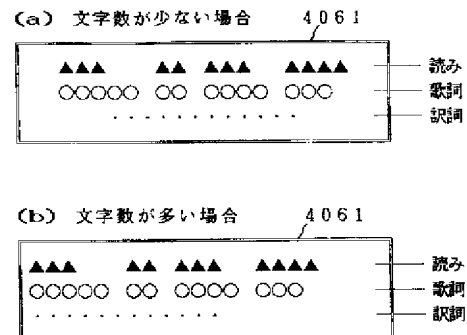 (a) 文字数が少ない場合 4061
▲▲▲ ▲▲ ▲▲▲ ▲▲▲▲ 読み
○○○○○ ○○ ○○○○ ○○○ 歌詞
・・・・・・・・・・・・ 訳詞
(b) 文字数が多い場合 4061
▲▲▲ ▲▲ ▲▲▲ ▲▲▲▲ 読み
○○○○○ ○○ ○○○○ ○○○ 歌詞
・・・・・・・・・・・・ 訳詞